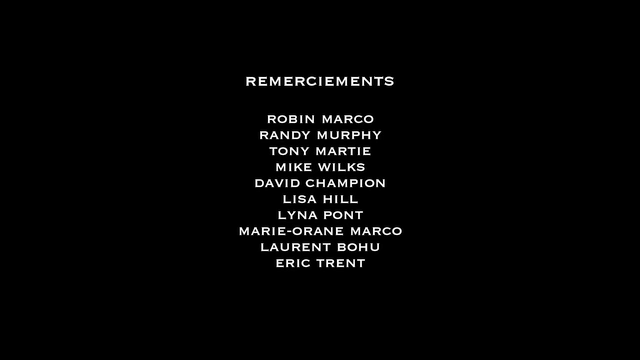 REMERCIEMENTS
ROBIN MARCO
RANDY MURPHY
TONY MARTIE
MIKE WILKS
DAVID CHAMPION
LISA HILL
LYNA PONT
MARIE-ORANE MARCO
LAURENT BOHU
ERIC TRENT